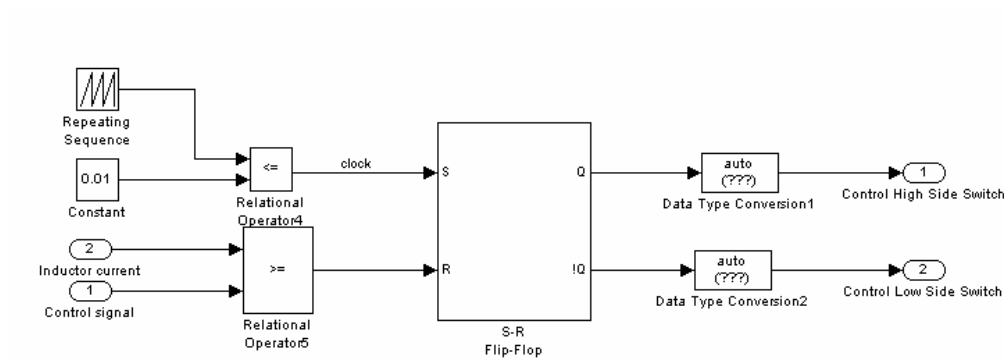 Repeating
Sequence
0.01
Constant
<=
Relational
Operator4
clock
2
Inductor current
1
Control signal
>=
Relational
Operator5
S
R
Q
!Q
S-R
Flip-Flop
auto
(???)
Data Type Conversion1
1
Control High Side Switch
auto
(???)
Data Type Conversion2
2
Control Low Side Switch